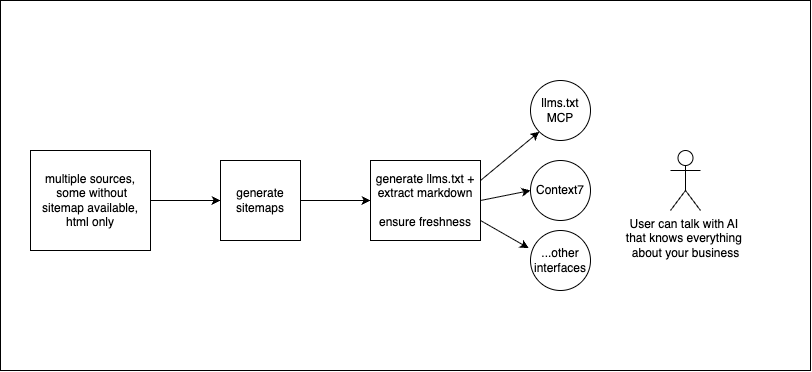 multiple sources,
some without
sitemap available,
html only
generate
sitemaps
generate llms.txt +
extract markdown
ensure freshness
llms.txt
MCP
Context7
...other
interfaces
User can talk with AI
that knows everything
about your business